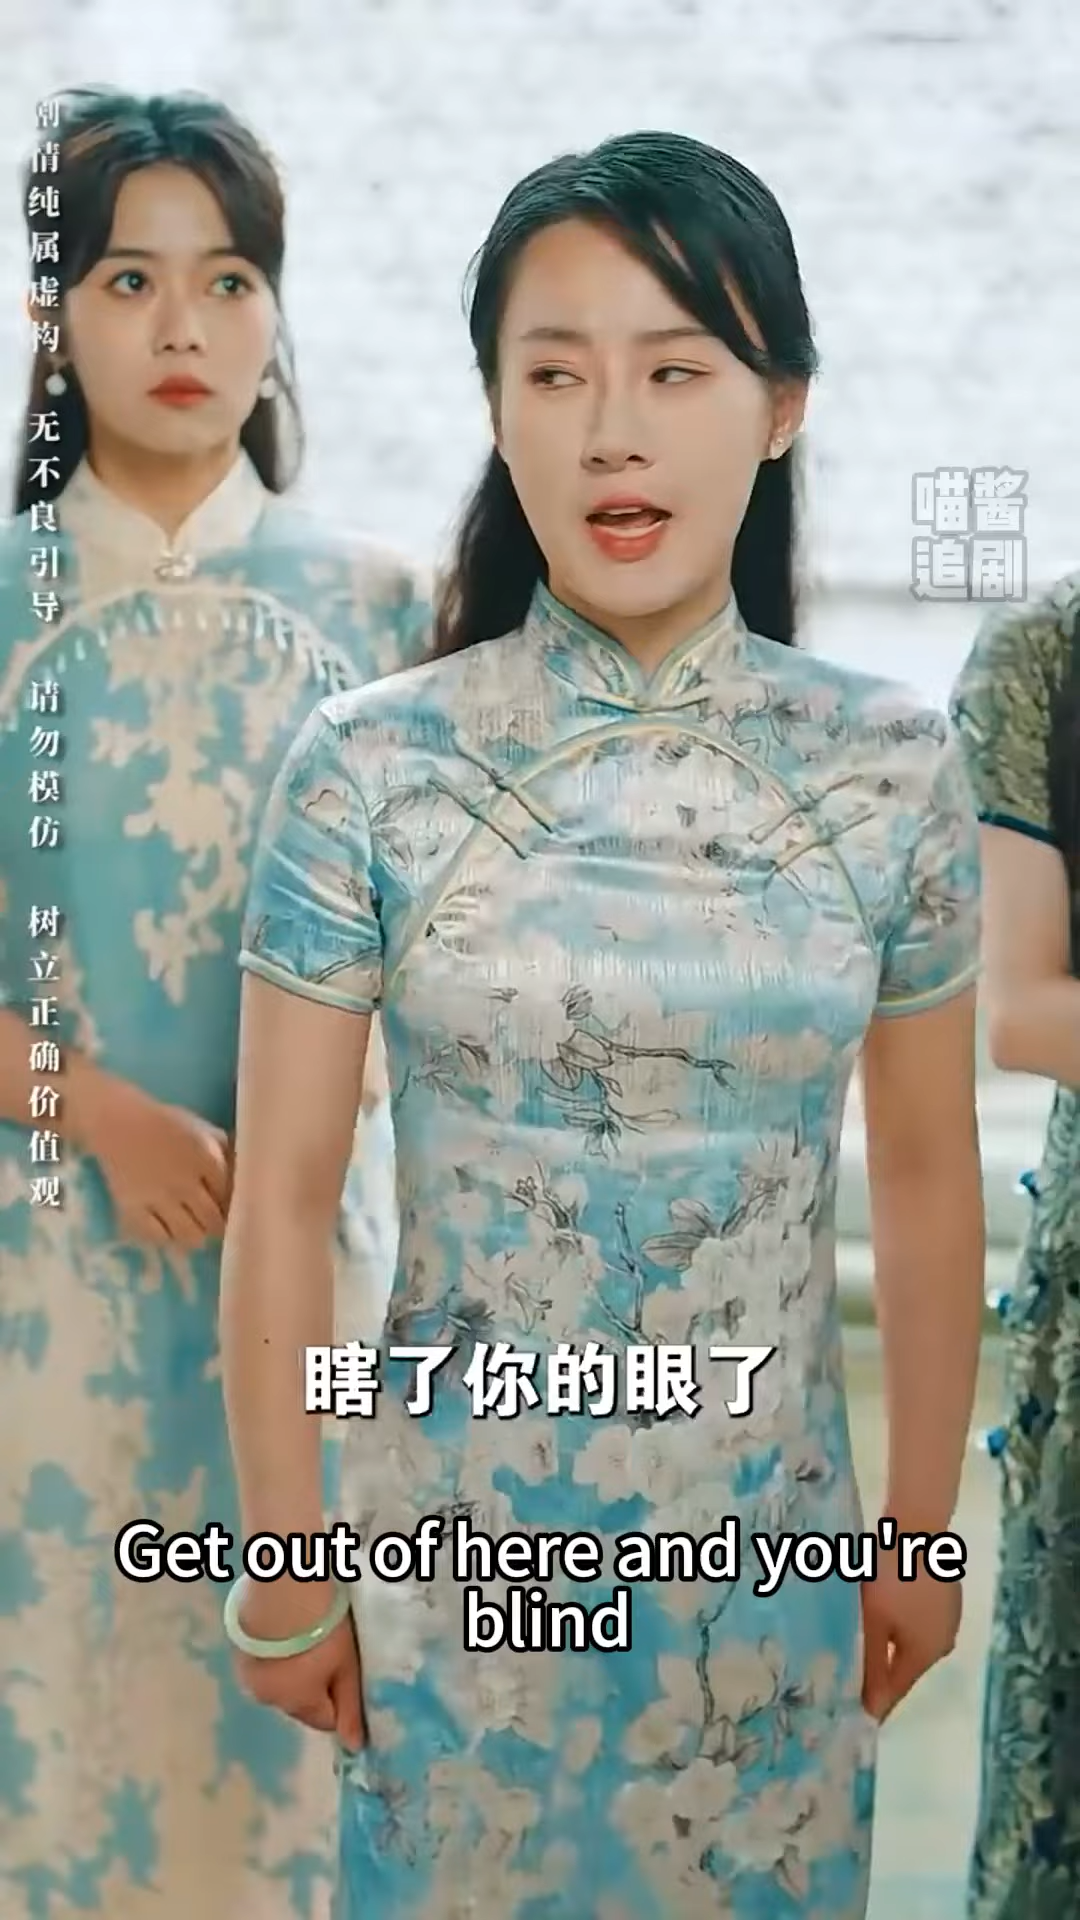 剧情纯属虚构 无不良引导 请勿模仿 树立正确价值观
喵酱
追剧
瞎了你的眼了
Get out of here and you're
blind